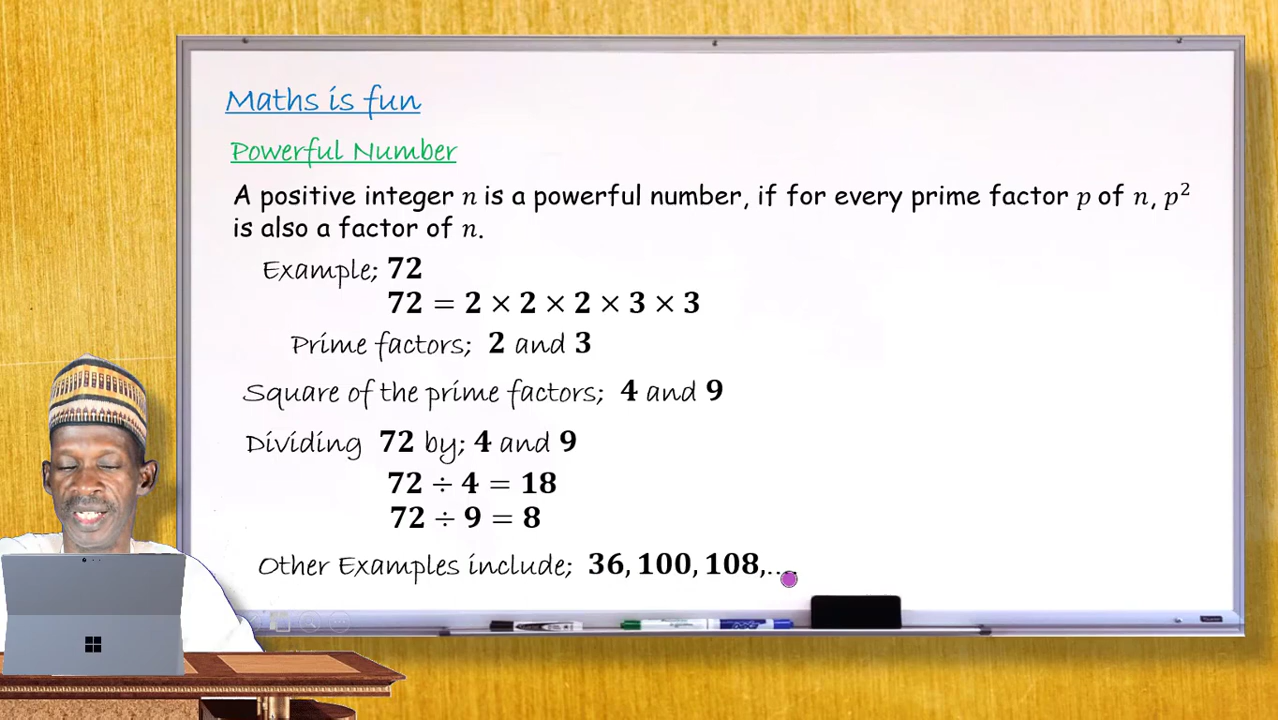 Maths is fun
Powerful Number
A positive integer n is a powerful number, if for every prime factor p of n, p²
is also a factor of n.
Example; 72
72 = 2 × 2 × 2 × 3 × 3
Prime factors; 2 and 3
Square of the prime factors; 4 and 9
Dividing 72 by; 4 and 9
72 ÷ 4 = 18
72 ÷ 9 = 8
Other Examples include; 36, 100, 108,....